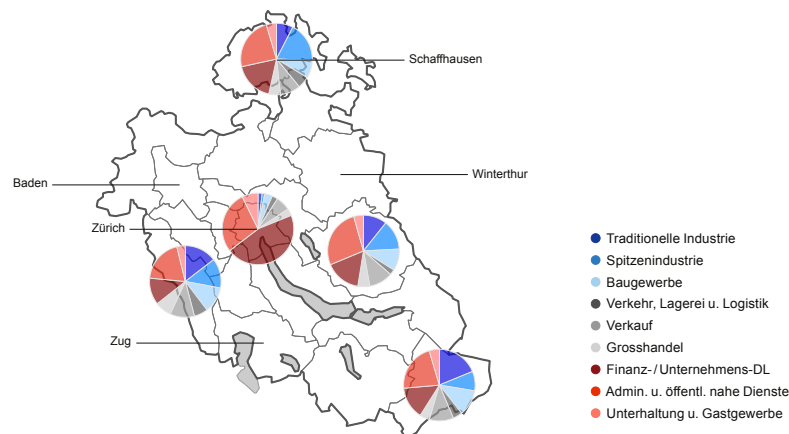 Schaffhausen
Winterthur
Baden
Zürich
Zug
Traditionelle Industrie
Spitzenindustrie
Baugewerbe
Verkehr, Lagerei u. Logistik
Verkauf
Grosshandel
Finanz-/Unternehmens-DL
Admin. u. öffentl. nahe Dienste
Unterhaltung u. Gastgewerbe